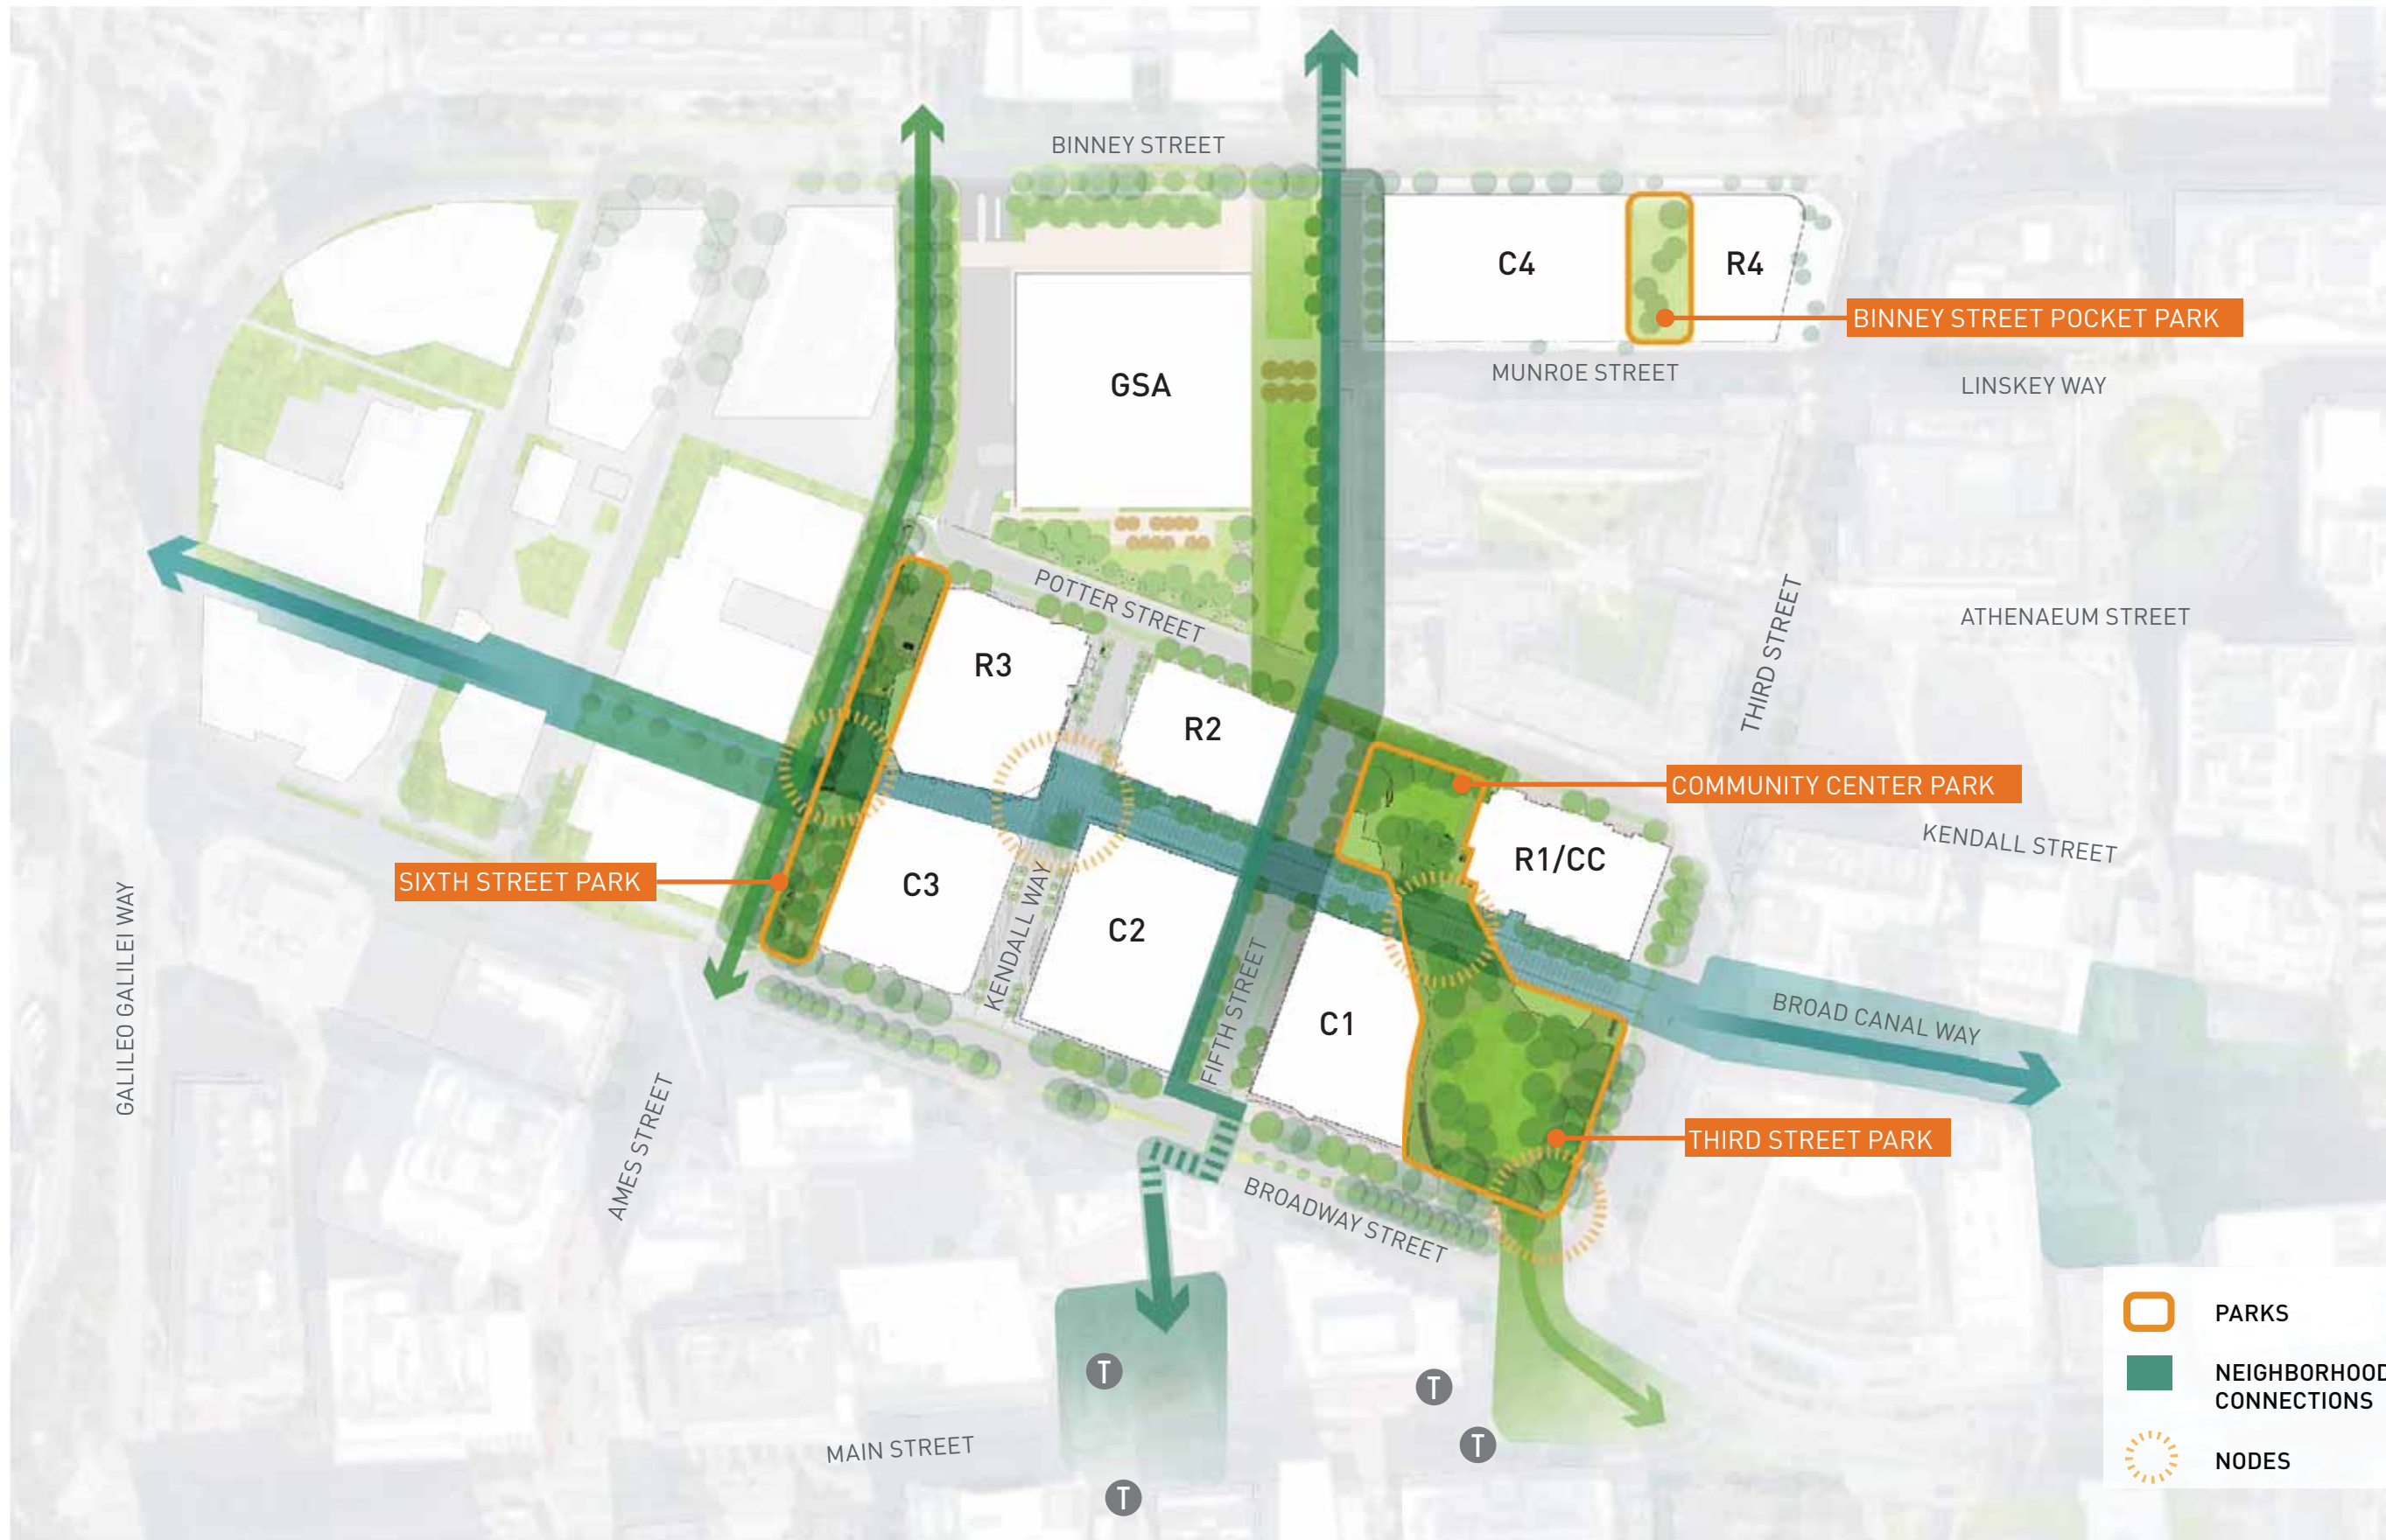 BINNEY STREET
C4
R4
BINNEY STREET POCKET PARK
MUNROE STREET
LINSKEY WAY
GSA
POTTER STREET
THIRD STREET
ATHENAEUM STREET
R3
R2
COMMUNITY CENTER PARK
KENDALL STREET
R1/CC
SIXTH STREET PARK
C3
KENDALL WAY
C2
GALILEO GALILEI WAY
FIFTH STREET
C1
BROAD CANAL WAY
AMES STREET
THIRD STREET PARK
BROADWAY STREET
T
T
T
T
MAIN STREET
PARKS
NEIGHBORHOOD
CONNECTIONS
NODES